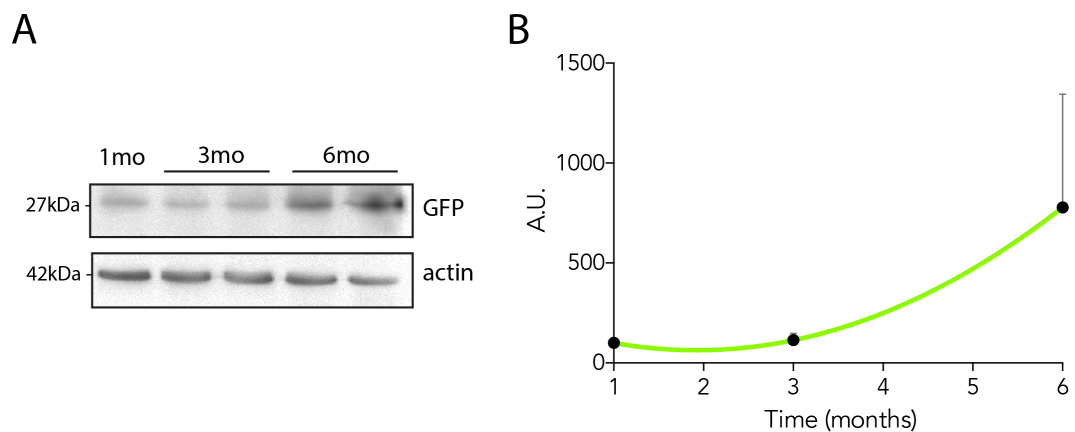 A
1mo 3mo 6mo
27kDa GFP
42kDa actin
B
1500
1000
500
0
A.U.
1 2 3 4 5 6
Time (months)